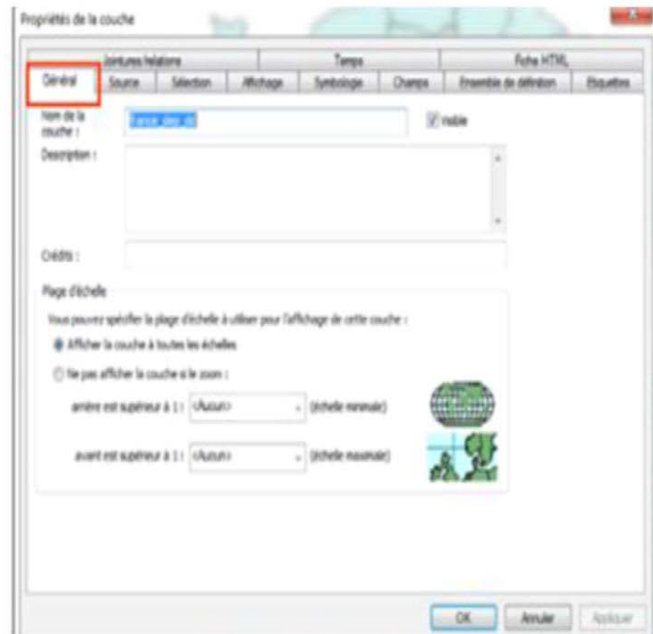 Propriétés de la couche
Jointures/relations Temps Fiche HTML
Général Source Sélection Affichage Symbologie Champs Ensemble de définition Etiquettes
Nom de la couche : visible
Description :
Crédits :
Plage d'échelle
Vous pouvez spécifier la plage d'échelle à utiliser pour l'affichage de cette couche :
Afficher la couche à toutes les échelles
Ne pas afficher la couche si le zoom :
arrière est supérieur à 1 : <Aucun> (échelle minimale)
avant est supérieur à 1 : <Aucun> (échelle maximale)
OK Annuler Appliquer